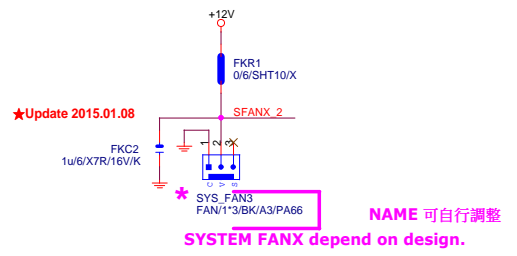 +12V
FKR1
0/6/SHT10/X
★Update 2015.01.08
SFANX_2
FKC2
1u/6/X7R/16V/K
1 2 3
C V S
* SYS_FAN3
FAN/1*3/BK/A3/PA66
NAME 可自行調整
SYSTEM FANX depend on design.